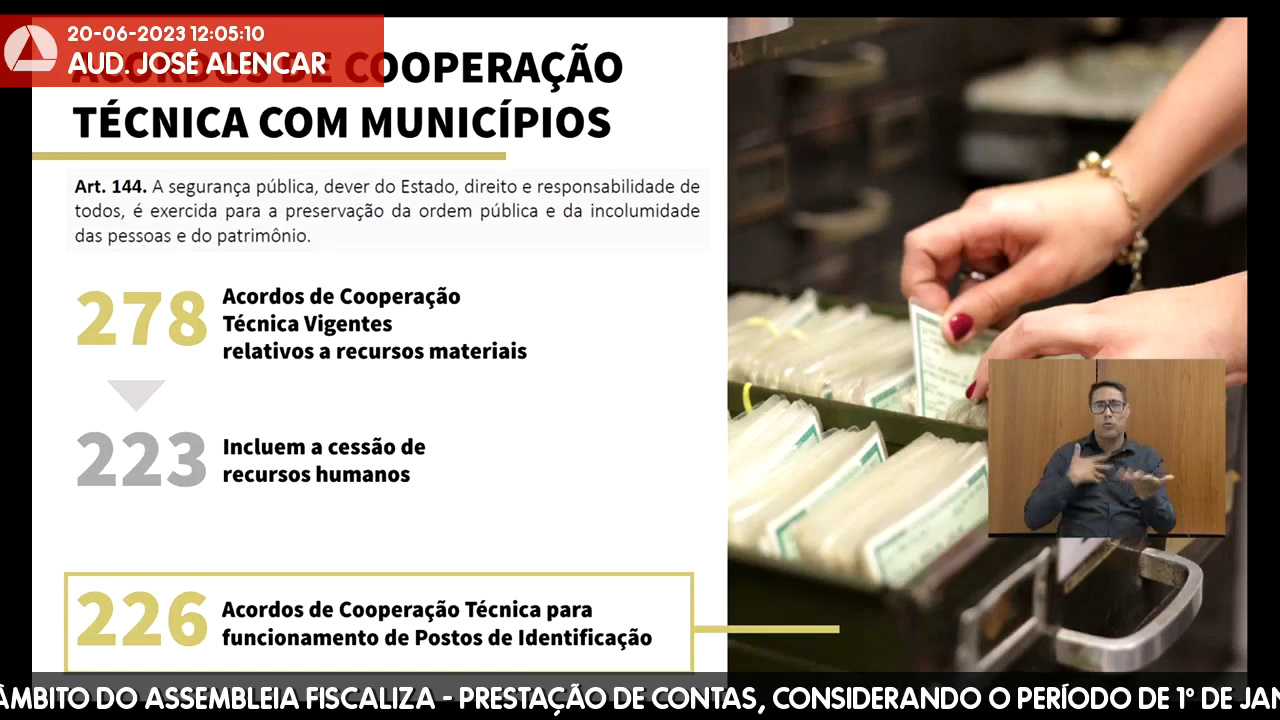 20-06-2023 12:05:10
AUD. JOSÉ ALENCAR
ACORDOS DE COOPERAÇÃO
TÉCNICA COM MUNICÍPIOS
Art. 144. A segurança pública, dever do Estado, direito e responsabilidade de
todos, é exercida para a preservação da ordem pública e da incolumidade
das pessoas e do patrimônio.
278
Acordos de Cooperação
Técnica Vigentes
relativos a recursos materiais
223
Incluem a cessão de
recursos humanos
226
Acordos de Cooperação Técnica para
funcionamento de Postos de Identificação
ÂMBITO DO ASSEMBLEIA FISCALIZA - PRESTAÇÃO DE CONTAS, CONSIDERANDO O PERÍODO DE 1º DE JAN